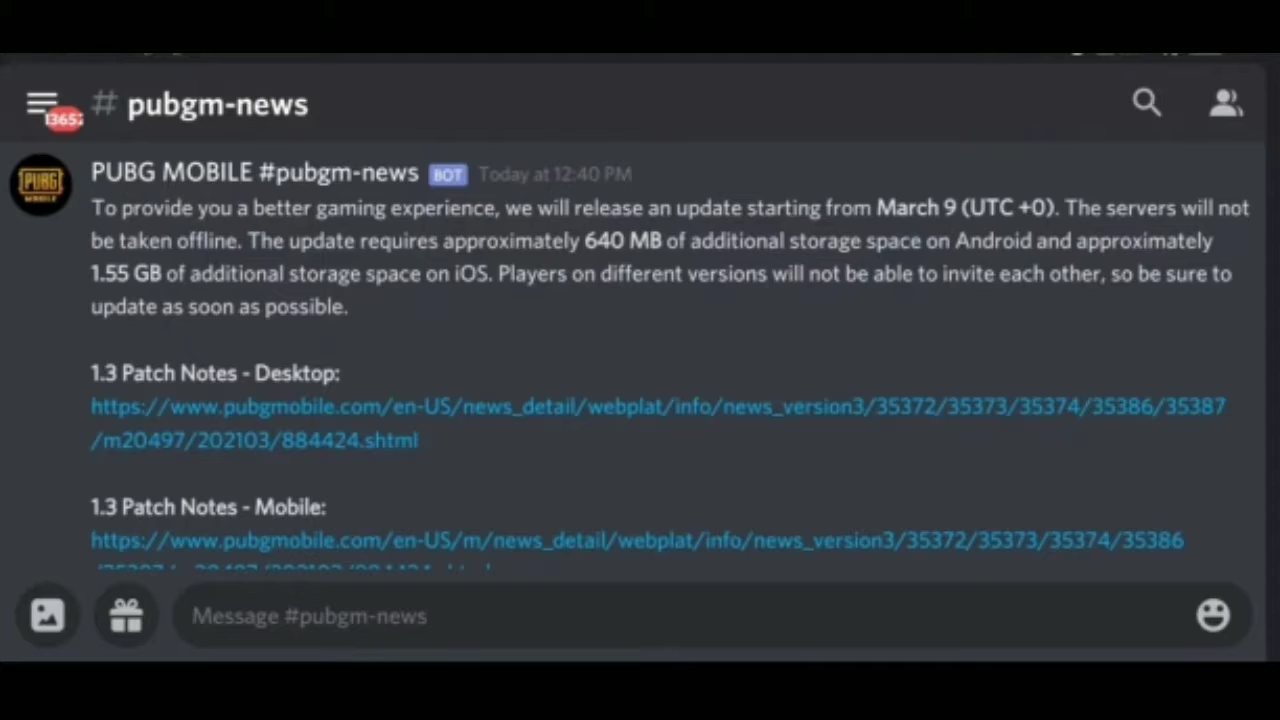 # pubgm-news
PUBG MOBILE #pubgm-news BOT Today at 12:40 PM
PUBG
MOBILE
To provide you a better gaming experience, we will release an update starting from March 9 (UTC +0). The servers will not
be taken offline. The update requires approximately 640 MB of additional storage space on Android and approximately
1.55 GB of additional storage space on iOS. Players on different versions will not be able to invite each other, so be sure to
update as soon as possible.
1.3 Patch Notes - Desktop:
https://www.pubgmobile.com/en-US/news_detail/webplat/info/news_version3/35372/35373/35374/35386/35387
/m20497/202103/884424.shtml
1.3 Patch Notes - Mobile:
https://www.pubgmobile.com/en-US/m/news_detail/webplat/info/news_version3/35372/35373/35374/35386
Message #pubgm-news